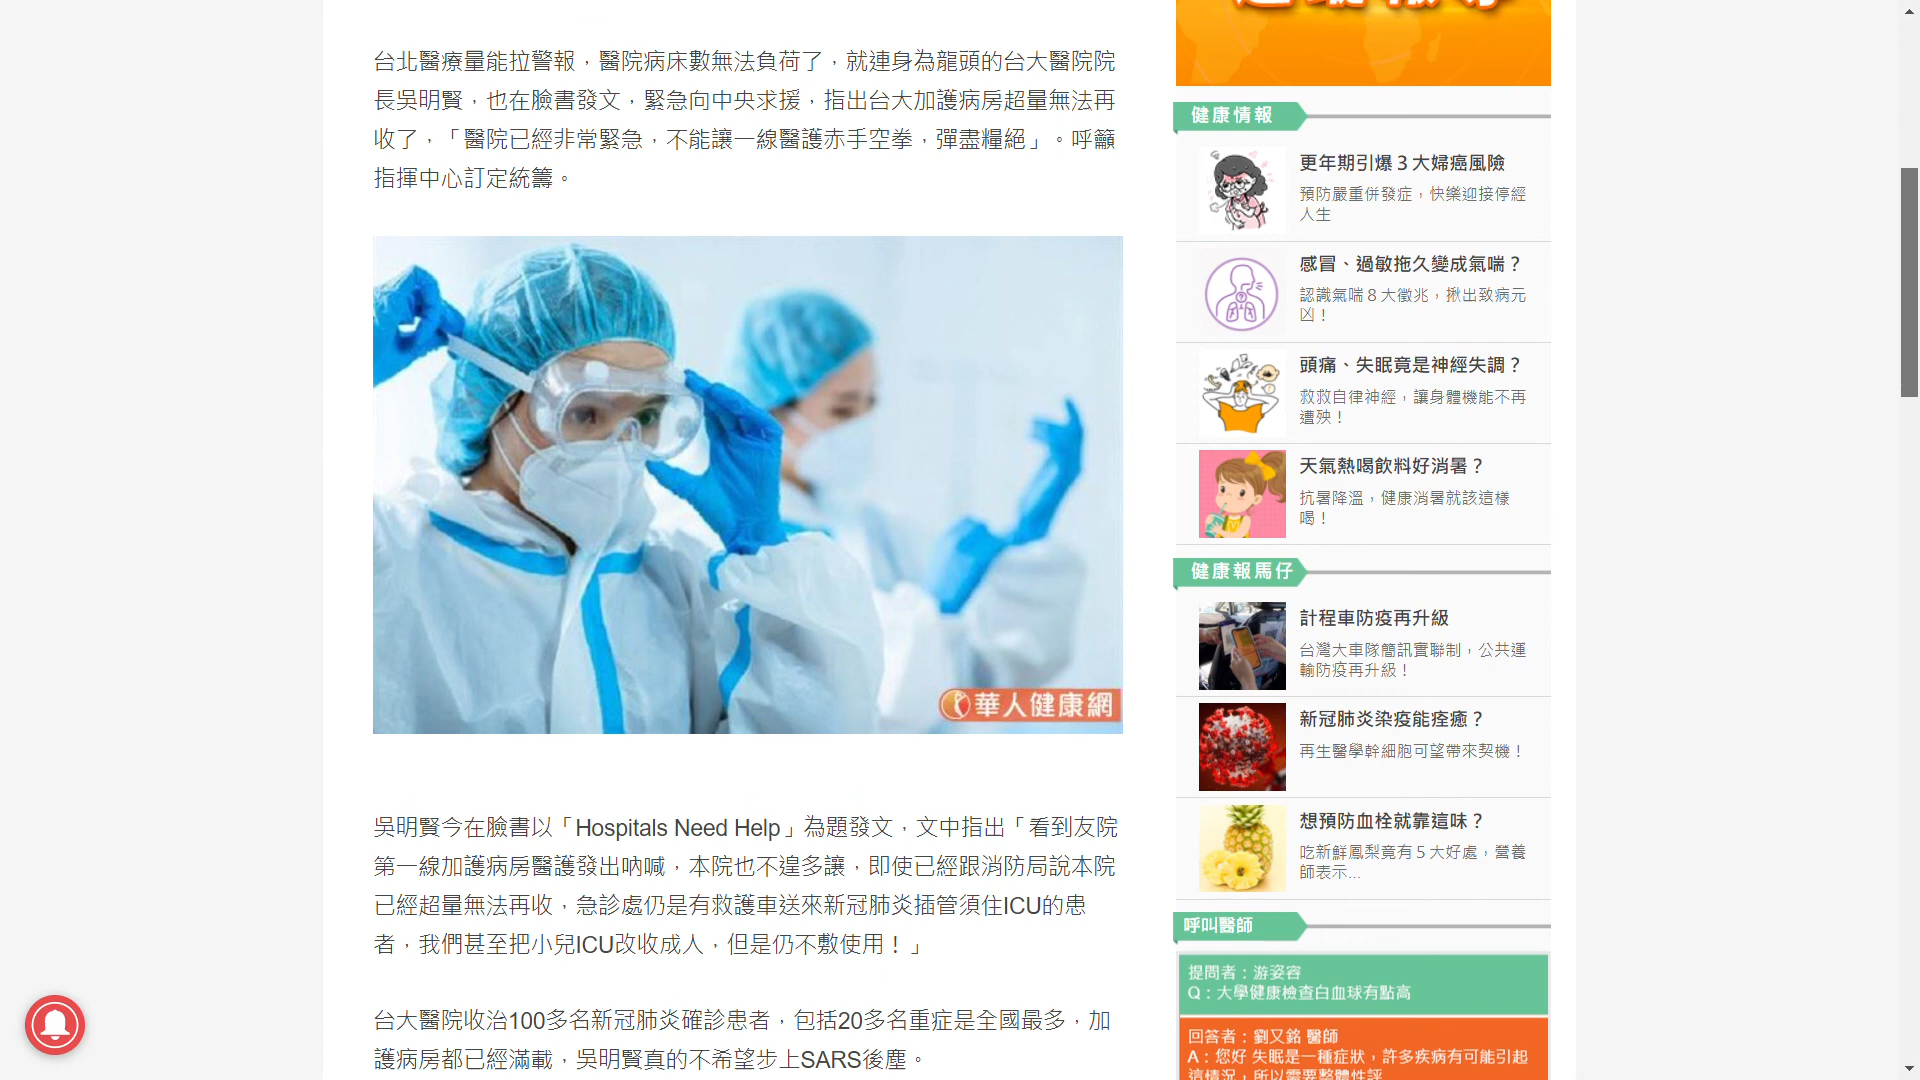 台北醫療量能拉警報，醫院病床數無法負荷了，就連身為龍頭的台大醫院院
長吳明賢，也在臉書發文，緊急向中央求援，指出台大加護病房超量無法再
收了，「醫院已經非常緊急，不能讓一線醫護赤手空拳，彈盡糧絕」。呼籲
指揮中心訂定統籌。
華人健康網
吳明賢今在臉書以「Hospitals Need Help」為題發文，文中指出「看到友院
第一線加護病房醫護發出吶喊，本院也不遑多讓，即使已經跟消防局說本院
已經超量無法再收，急診處仍是有救護車送來新冠肺炎插管須住ICU的患
者，我們甚至把小兒ICU改收成人，但是仍不敷使用！」
台大醫院收治100多名新冠肺炎確診患者，包括20多名重症是全國最多，加
護病房都已經滿載，吳明賢真的不希望步上SARS後塵。
健康情報
更年期引爆３大婦癌風險
預防嚴重併發症，快樂迎接停經
人生
感冒、過敏拖久變成氣喘？
認識氣喘８大徵兆，揪出致病元
凶！
頭痛、失眠竟是神經失調？
救救自律神經，讓身體機能不再
遭殃！
天氣熱喝飲料好消暑？
抗暑降溫，健康消暑就該這樣
喝！
健康報馬仔
計程車防疫再升級
台灣大車隊簡訊實聯制，公共運
輸防疫再升級！
新冠肺炎染疫能痊癒？
再生醫學幹細胞可望帶來契機！
想預防血栓就靠這味？
吃新鮮鳳梨竟有５大好處，營養
師表示...
呼叫醫師
提問者：游姿容
Q：大學健康檢查白血球有點高
回答者：劉又銘 醫師
A：您好 失眠是一種症狀，許多疾病有可能引起
這情況，所以需要整體性評